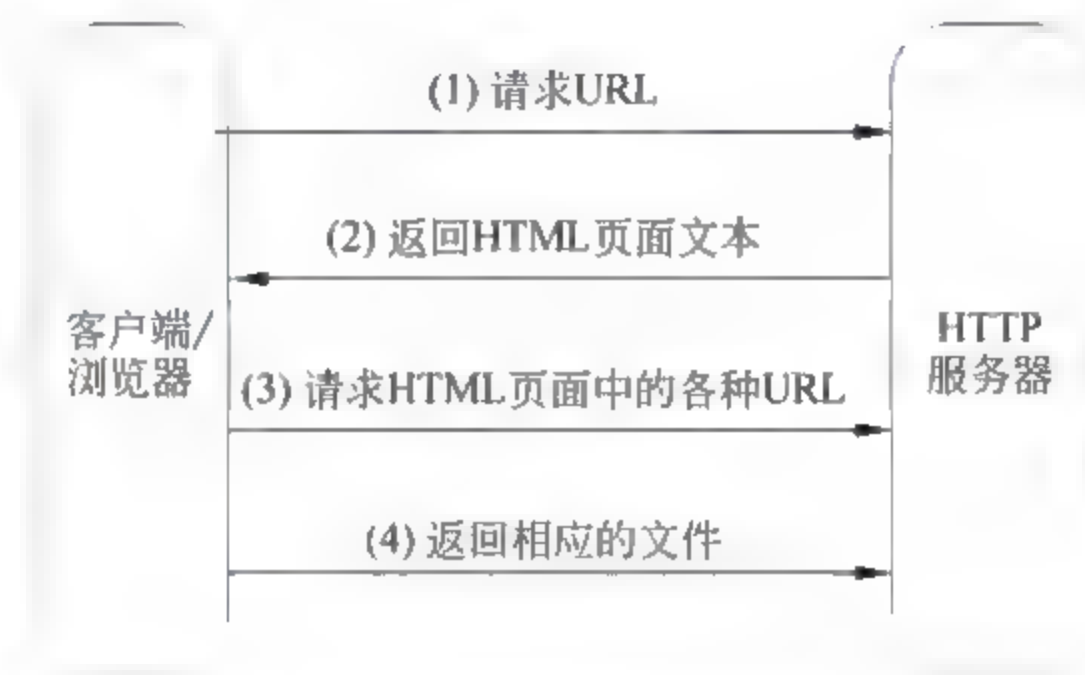 (1) 请求URL
(2) 返回HTML页面文本
客户端/
浏览器
HTTP
服务器
(3) 请求HTML页面中的各种URL
(4) 返回相应的文件